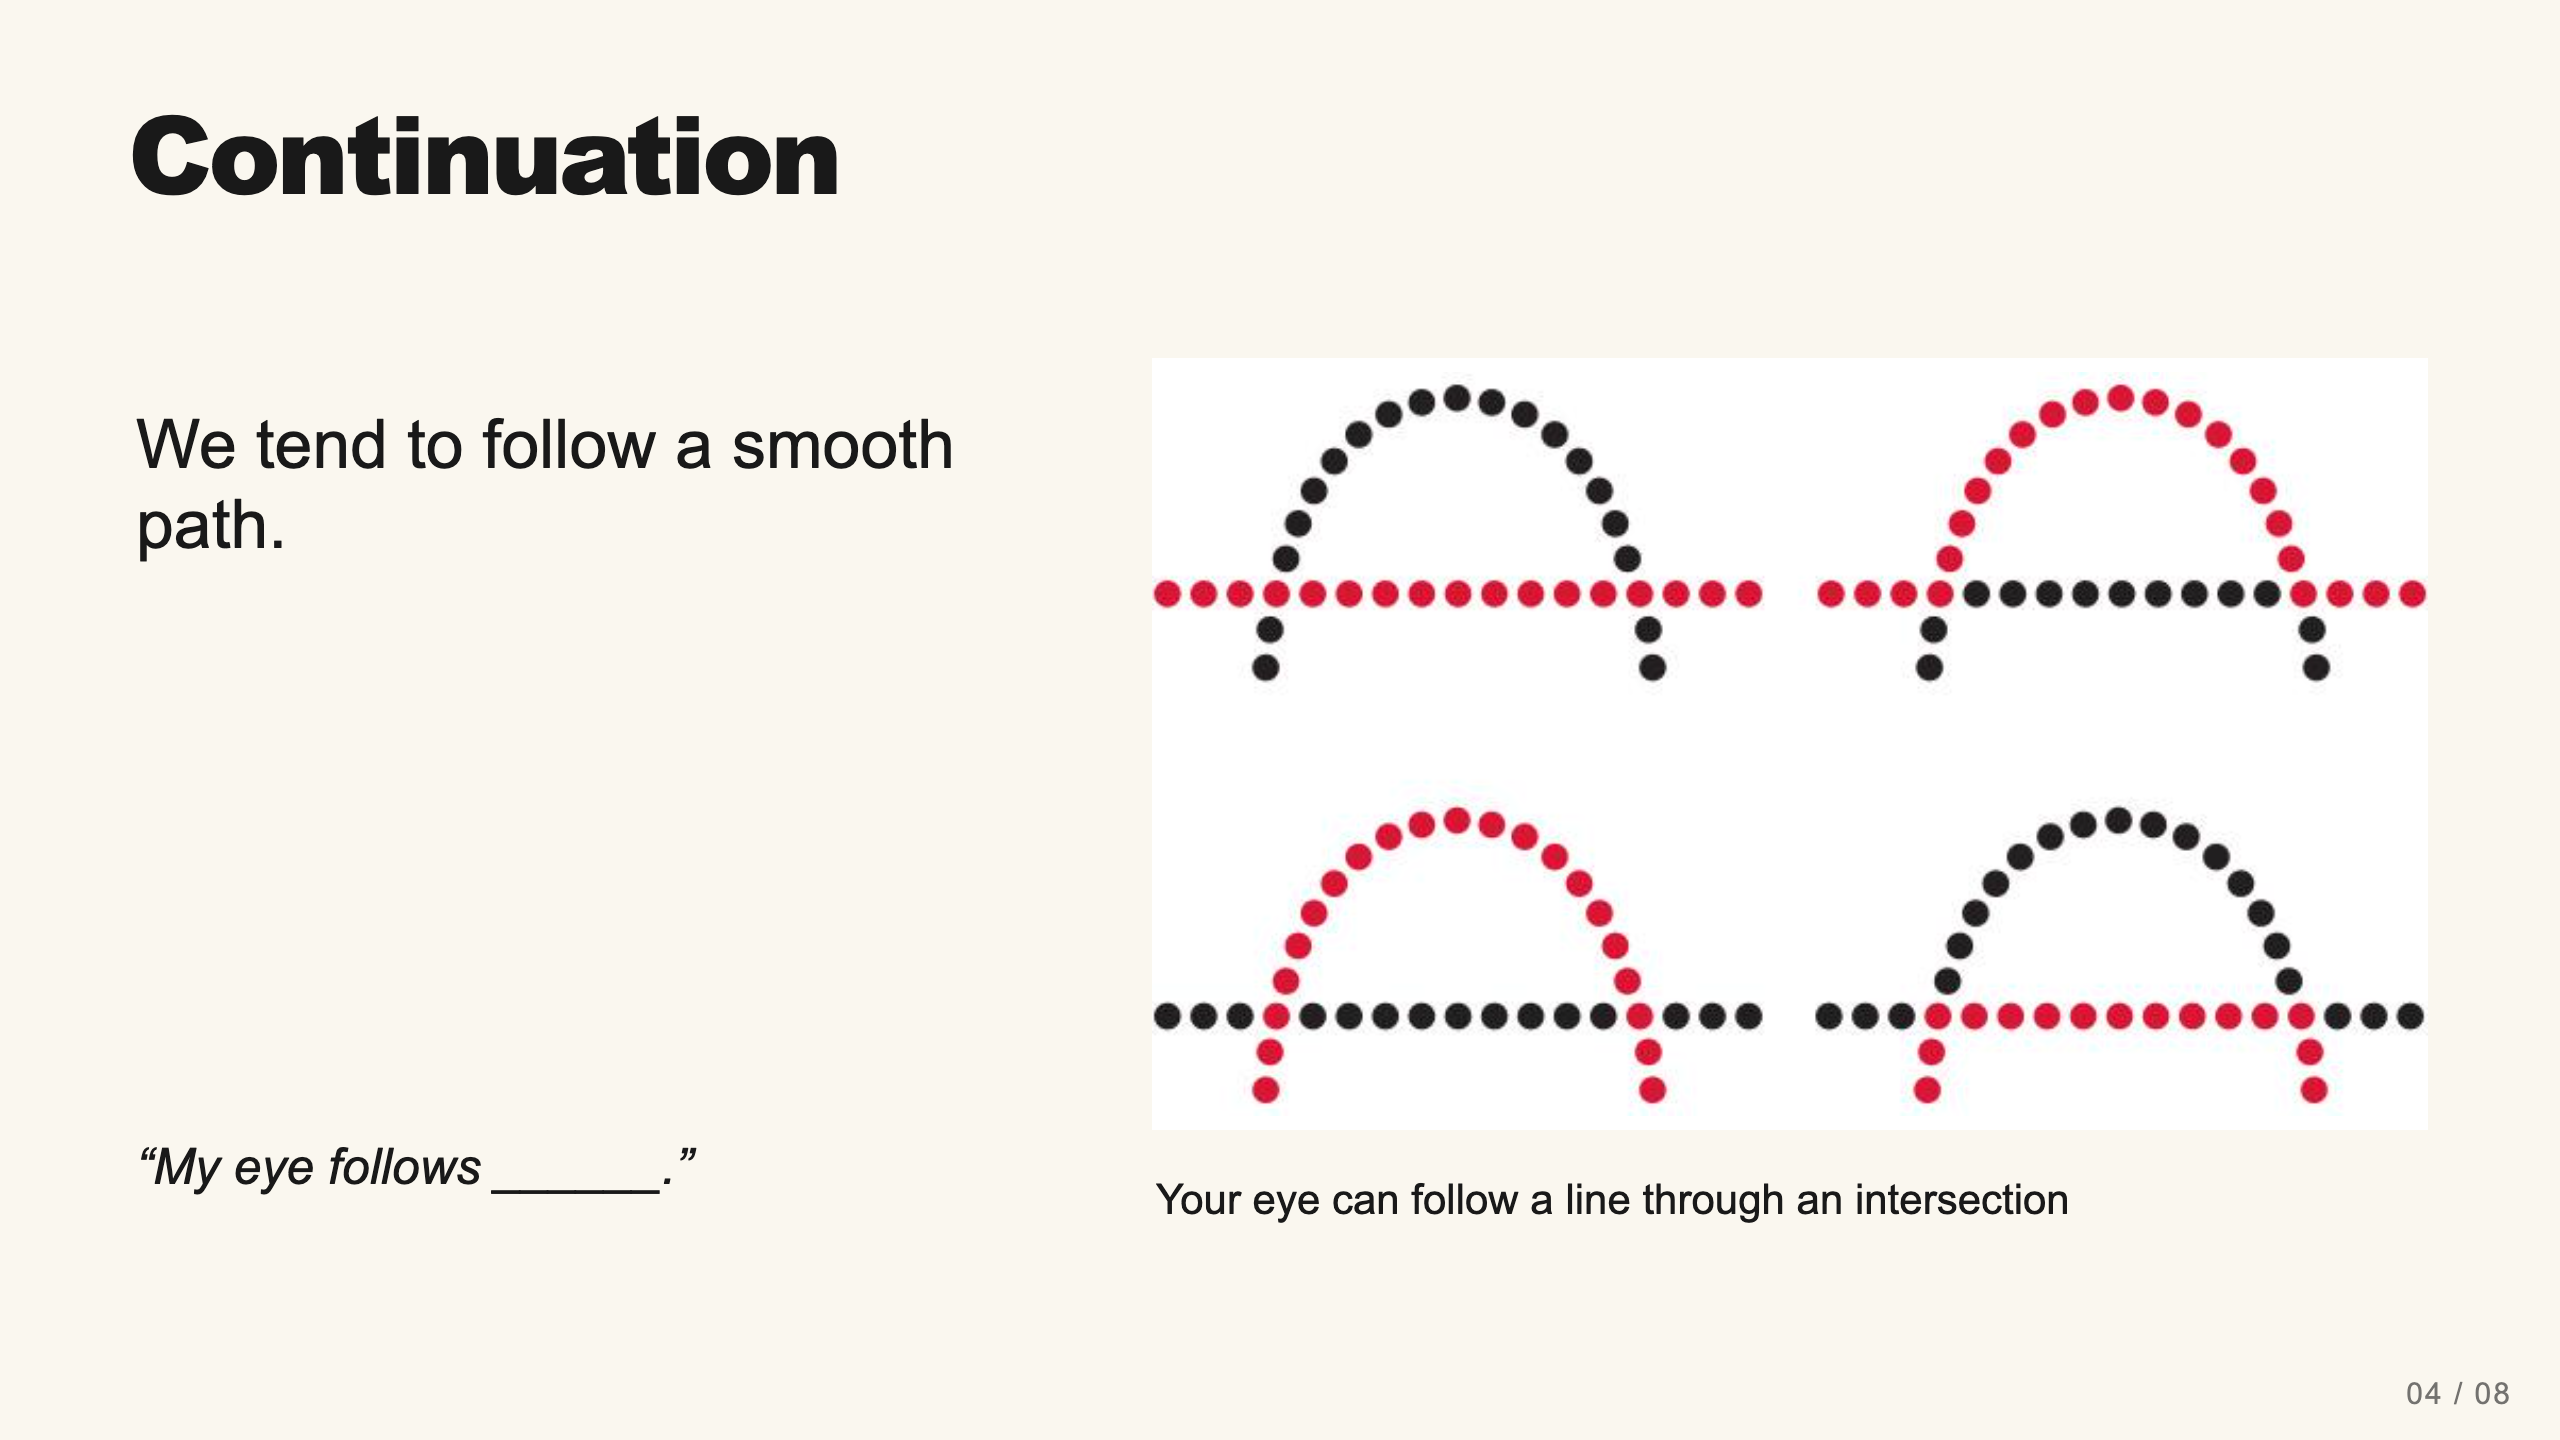 Continuation
We tend to follow a smooth
path.
“My eye follows ______.”
Your eye can follow a line through an intersection
04 / 08